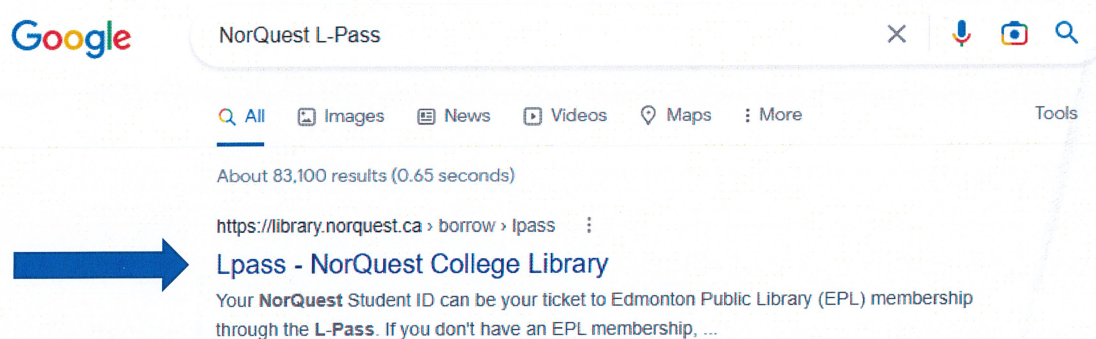 Google
NorQuest L-Pass
All Images News Videos Maps More Tools
About 83,100 results (0.65 seconds)
https://library.norquest.ca › borrow › lpass
Lpass - NorQuest College Library
Your NorQuest Student ID can be your ticket to Edmonton Public Library (EPL) membership
through the L-Pass. If you don't have an EPL membership, ...